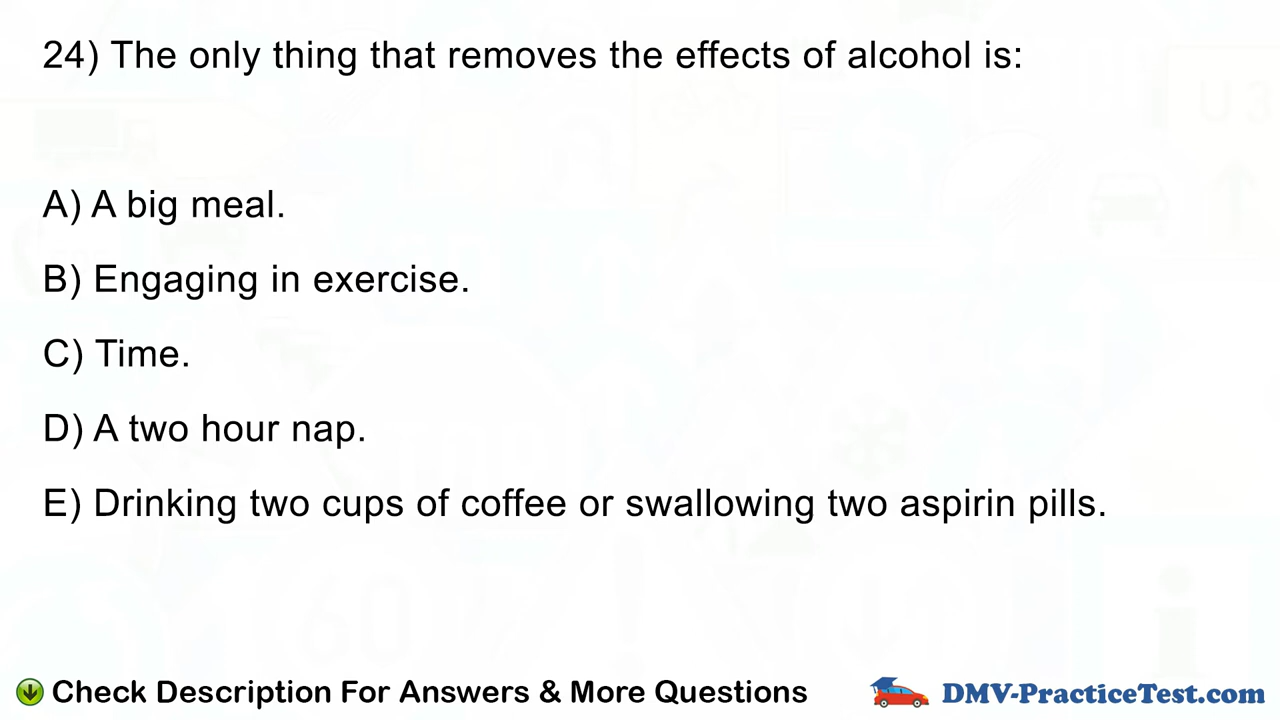 24) The only thing that removes the effects of alcohol is:
A) A big meal.
B) Engaging in exercise.
C) Time.
D) A two hour nap.
E) Drinking two cups of coffee or swallowing two aspirin pills.
Check Description For Answers & More Questions
DMV-PracticeTest.com